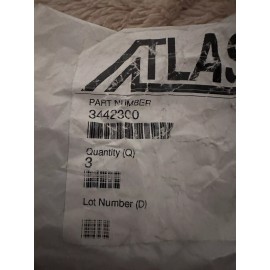 ATLAS
PART NUMBER
3442300
Quantity (Q)
3
Lot Number (D)